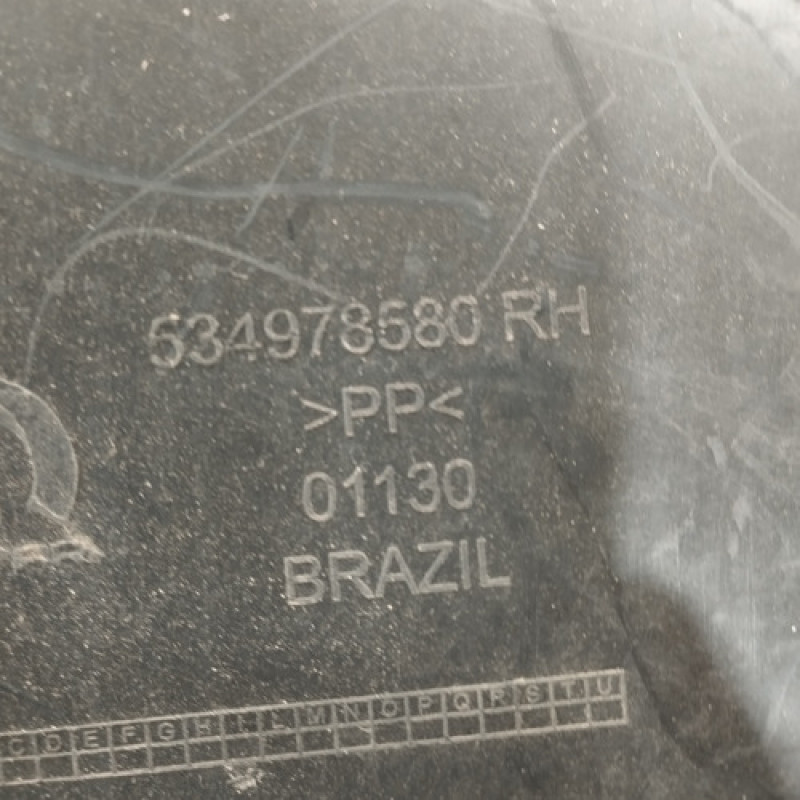 534978580 RH
>PP<
01130
BRAZIL
C D E F G H I L M N O P Q R S T U